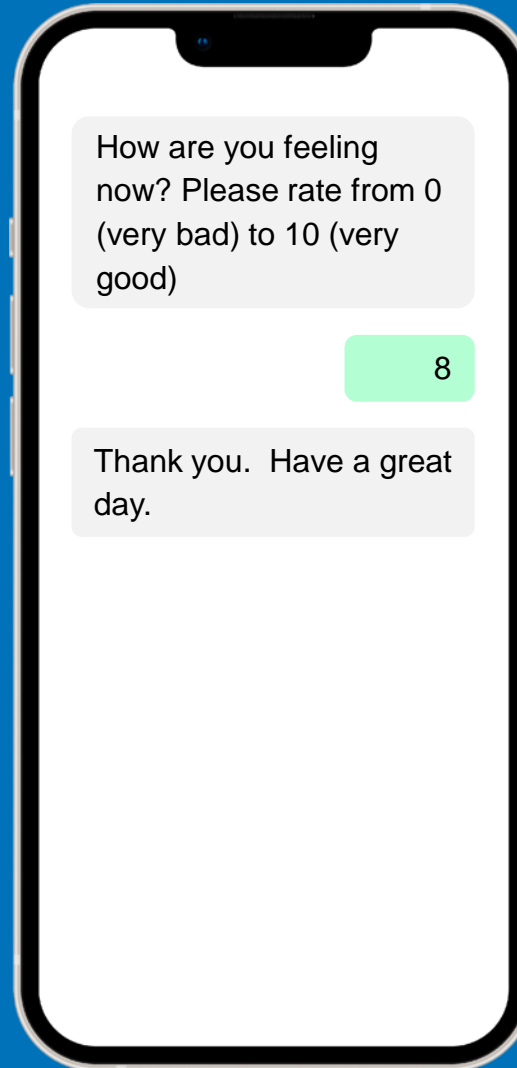 How are you feeling
now? Please rate from 0
(very bad) to 10 (very
good)
8
Thank you.  Have a great
day.